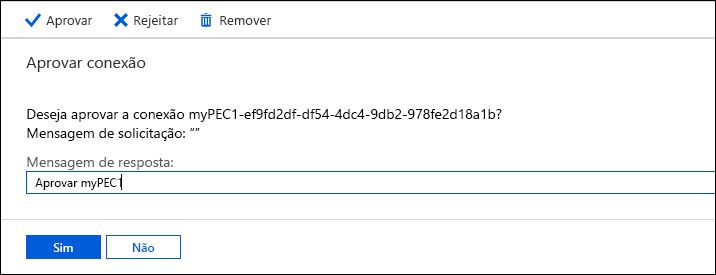 Aprovar Rejeitar Remover
Aprovar conexão
Deseja aprovar a conexão myPEC1-ef9fd2df-df54-4dc4-9db2-978fe2d18a1b?
Mensagem de solicitação: “”
Mensagem de resposta:
Aprovar myPEC1
Sim Não